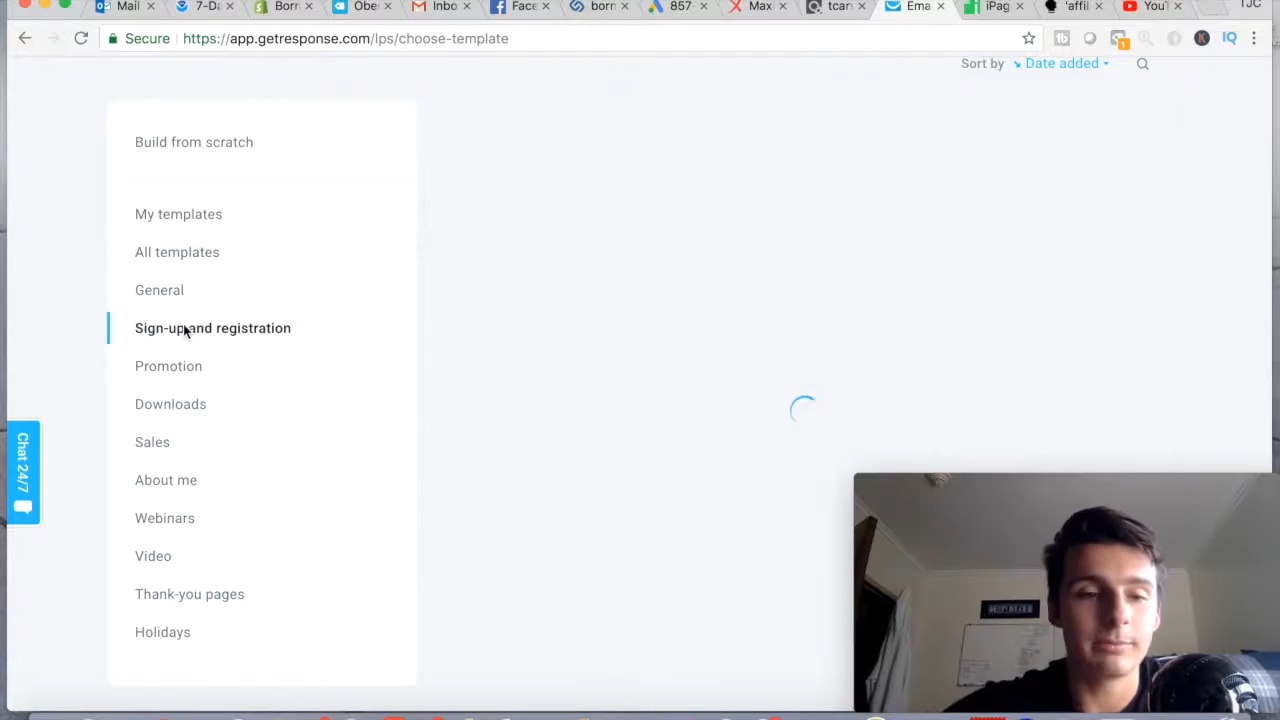 Mail
7-Da
Born
Obe
Inbo
Face
born
857-
Max
tcar
Ema
iPag
'affil
YouT
TJC
Secure https://app.getresponse.com/lps/choose-template
Sort by Date added
Build from scratch
My templates
All templates
General
Sign-up and registration
Promotion
Downloads
Sales
About me
Webinars
Video
Thank-you pages
Holidays
Chat 24/7